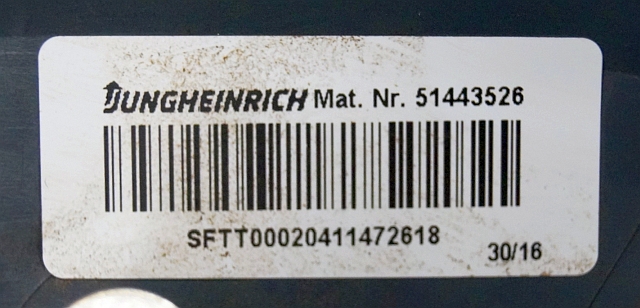 JUNGHEINRICH Mat. Nr. 51443526
SFTT00020411472618
30/16